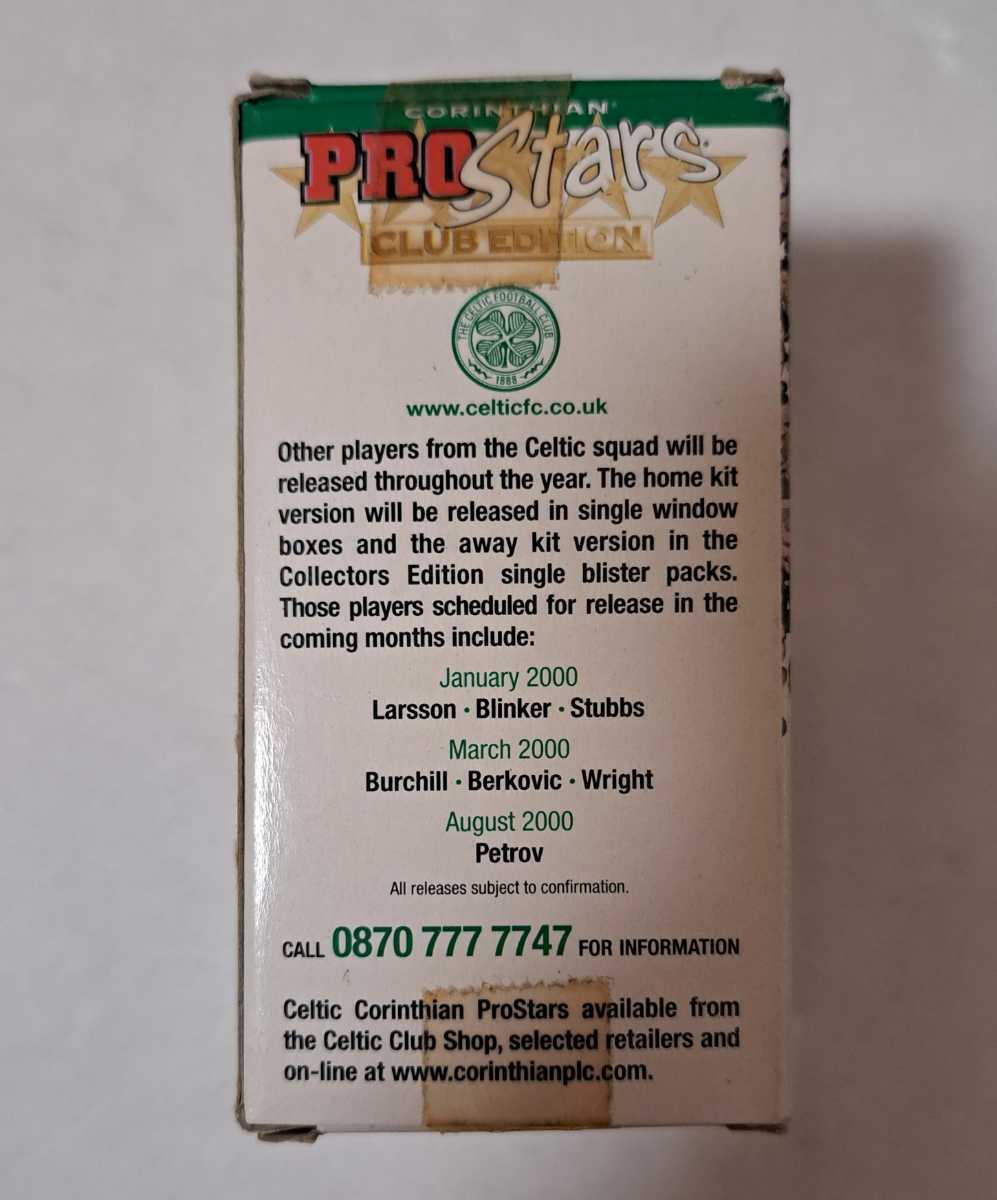 CORINTHIAN
PROStars
CLUB EDITION
THE CELTIC FOOTBALL CLUB
1888
www.celticfc.co.uk
Other players from the Celtic squad will be
released throughout the year. The home kit
version will be released in single window
boxes and the away kit version in the
Collectors Edition single blister packs.
Those players scheduled for release in the
coming months include:
January 2000
Larsson • Blinker • Stubbs
March 2000
Burchill • Berkovic • Wright
August 2000
Petrov
All releases subject to confirmation.
CALL 0870 777 7747 FOR INFORMATION
Celtic Corinthian ProStars available from
the Celtic Club Shop, selected retailers and
on-line at www.corinthianplc.com.